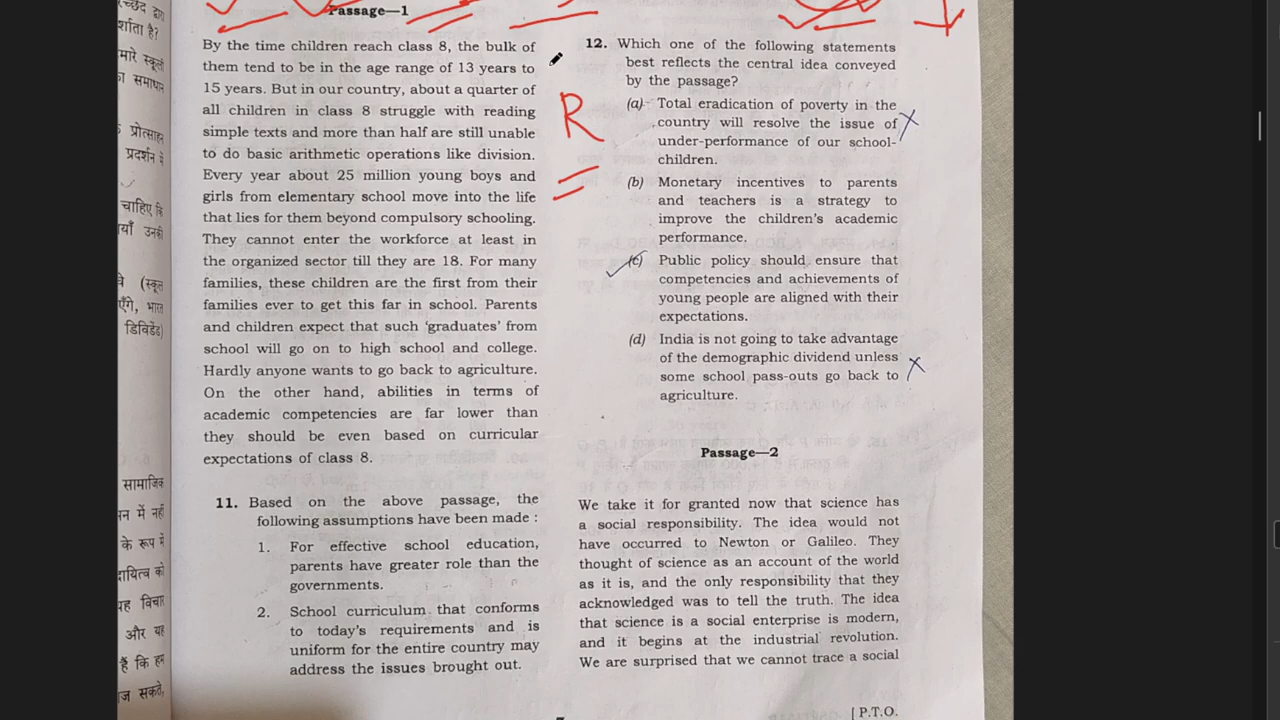 च्छेद द्वारा
र्शाता है?
मारे स्कूलों
का समाधान
प्रोत्साहन
प्रदर्शन में
चाहिए कि
याँ उनकी
वे (स्कूल
एँगे, भारत
डिविडेंड)
सामाजिक
मन में नहीं
के रूप में
दायित्व को
यह विचार
और यह
हैं कि हम
Passage—1
By the time children reach class 8, the bulk of
them tend to be in the age range of 13 years to
15 years. But in our country, about a quarter of
all children in class 8 struggle with reading
simple texts and more than half are still unable
to do basic arithmetic operations like division.
Every year about 25 million young boys and
girls from elementary school move into the life
that lies for them beyond compulsory schooling.
They cannot enter the workforce at least in
the organized sector till they are 18. For many
families, these children are the first from their
families ever to get this far in school. Parents
and children expect that such 'graduates' from
school will go on to high school and college.
Hardly anyone wants to go back to agriculture.
On the other hand, abilities in terms of
academic competencies are far lower than
they should be even based on curricular
expectations of class 8.
11. Based on the above passage, the
following assumptions have been made :
1. For effective school education,
parents have greater role than the
governments.
2. School curriculum that conforms
to today's requirements and is
uniform for the entire country may
address the issues brought out.
R
12. Which one of the following statements
best reflects the central idea conveyed
by the passage?
(a) Total eradication of poverty in the
country will resolve the issue of
under-performance of our school-
children.
(b) Monetary incentives to parents
and teachers is a strategy to
improve the children's academic
performance.
(c) Public policy should ensure that
competencies and achievements of
young people are aligned with their
expectations.
(d) India is not going to take advantage
of the demographic dividend unless
some school pass-outs go back to
agriculture.
Passage—2
We take it for granted now that science has
a social responsibility. The idea would not
have occurred to Newton or Galileo. They
thought of science as an account of the world
as it is, and the only responsibility that they
acknowledged was to tell the truth. The idea
that science is a social enterprise is modern,
and it begins at the industrial revolution.
We are surprised that we cannot trace a social
[ P.T.O.